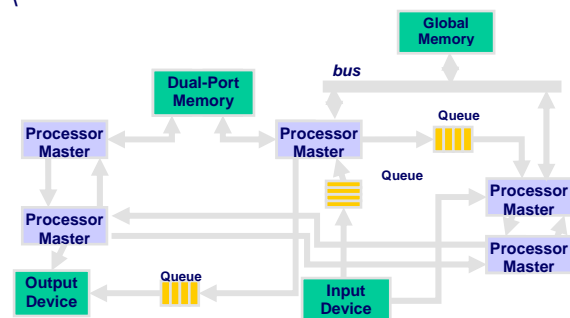 Global
Memory
bus
Dual-Port
Memory
Queue
Processor
Master
Processor
Master
Queue
Processor
Master
Processor
Master
Processor
Master
Output
Device
Queue
Input
Device